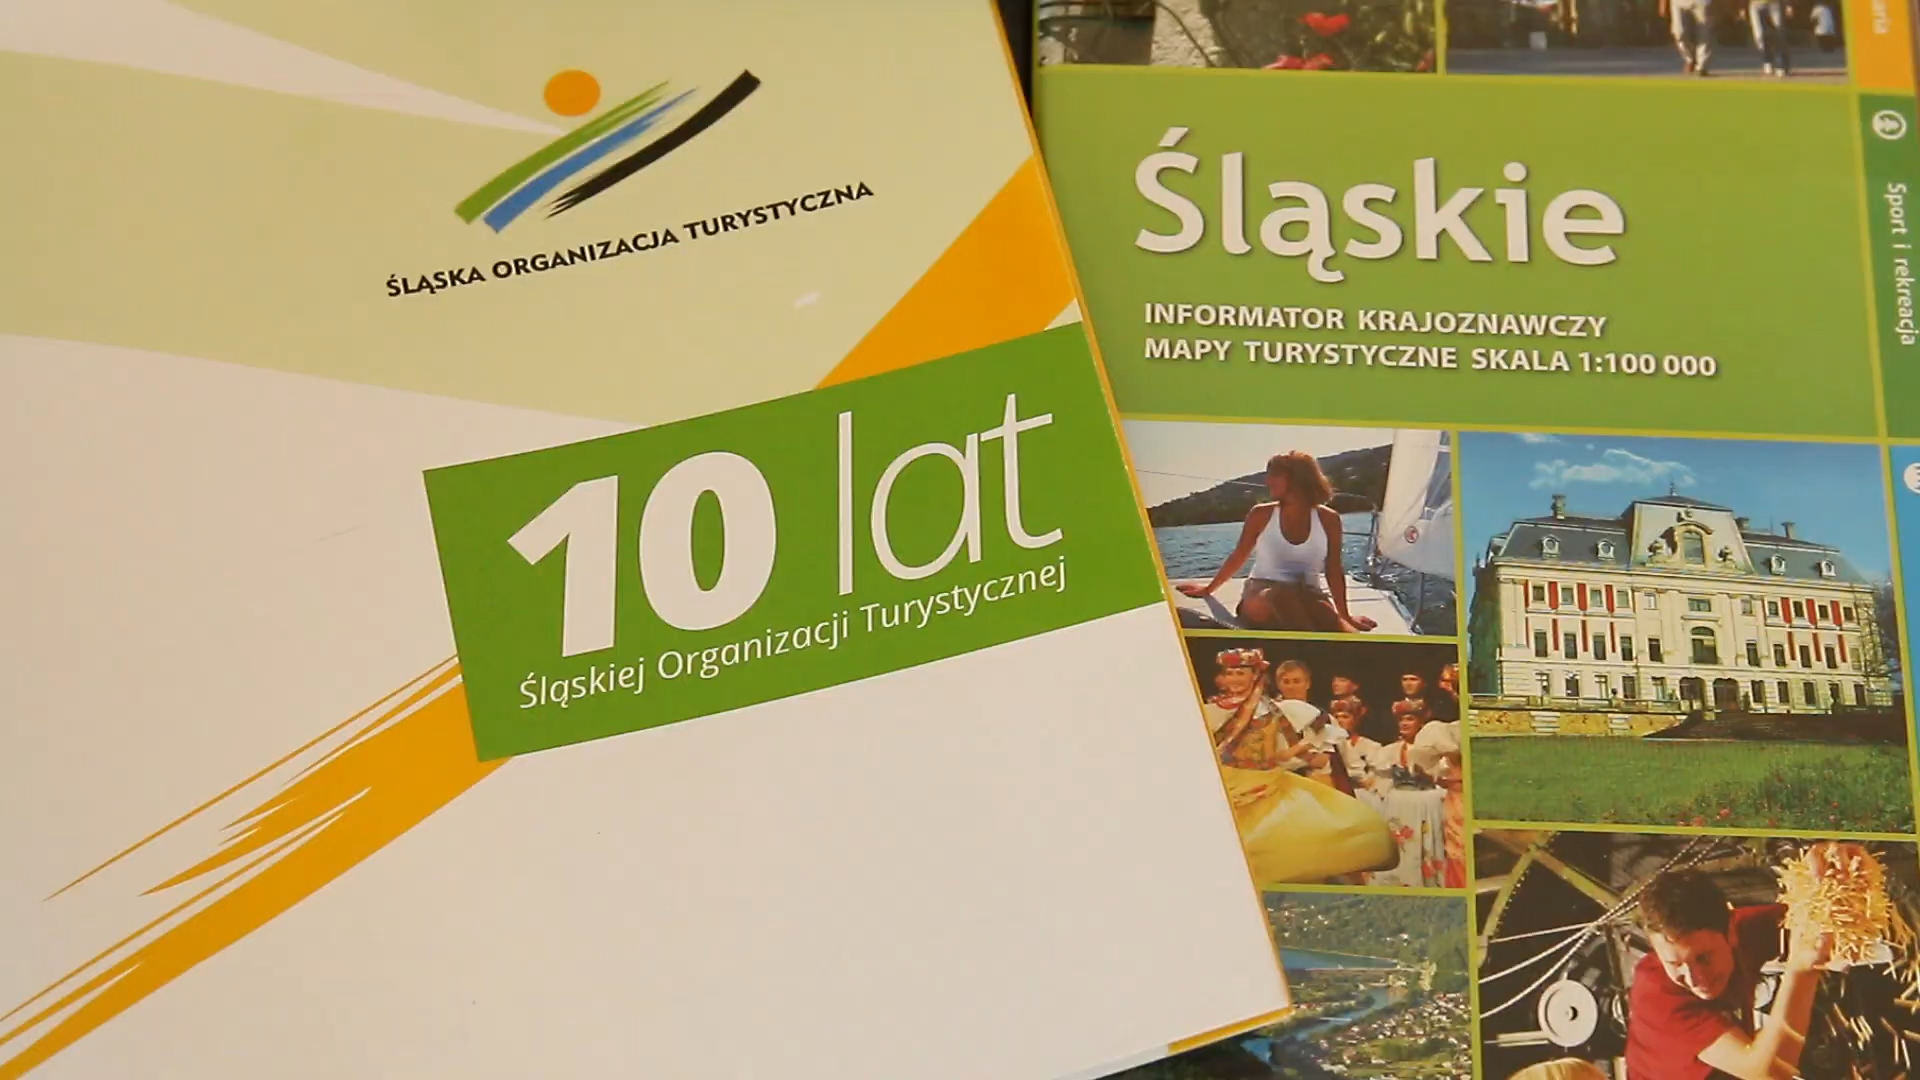 ŚLĄSKA ORGANIZACJA TURYSTYCZNA
10 lat
Śląskiej Organizacji Turystycznej
Śląskie
INFORMATOR KRAJOZNAWCZY
MAPY TURYSTYCZNE SKALA 1:100 000
Sport i rekreacja